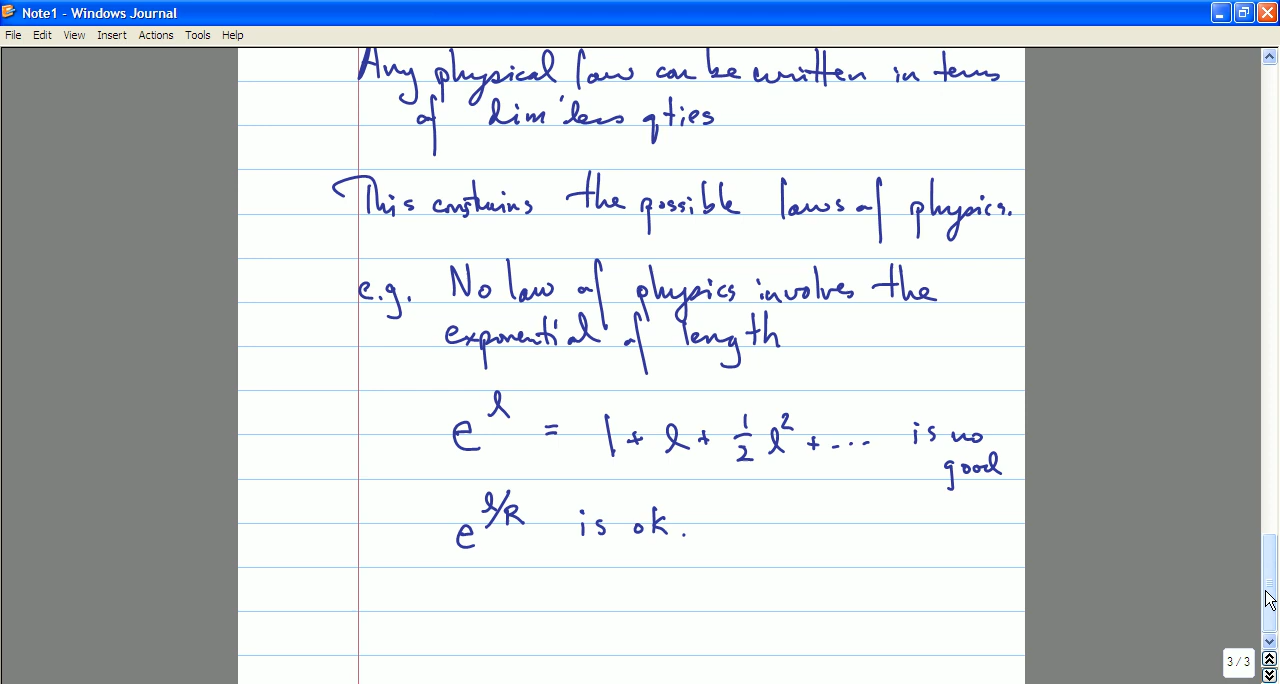 Note1 - Windows Journal
File Edit View Insert Actions Tools Help
Any physical law can be written in terms
of dim'less qties
This constrains the possible laws of physics.
e.g. No law of physics involves the
exponential of length
e^l = 1 + l + 1/2 l^2 + ... is no
good
e^l/R is ok.
3 / 3